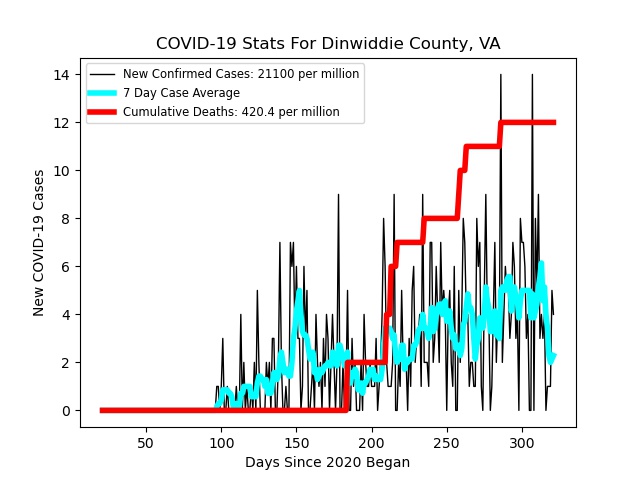 COVID-19 Stats For Dinwiddie County, VA
New Confirmed Cases: 21100 per million
7 Day Case Average
Cumulative Deaths: 420.4 per million
New COVID-19 Cases
14
12
10
8
6
4
2
0
50 100 150 200 250 300
Days Since 2020 Began